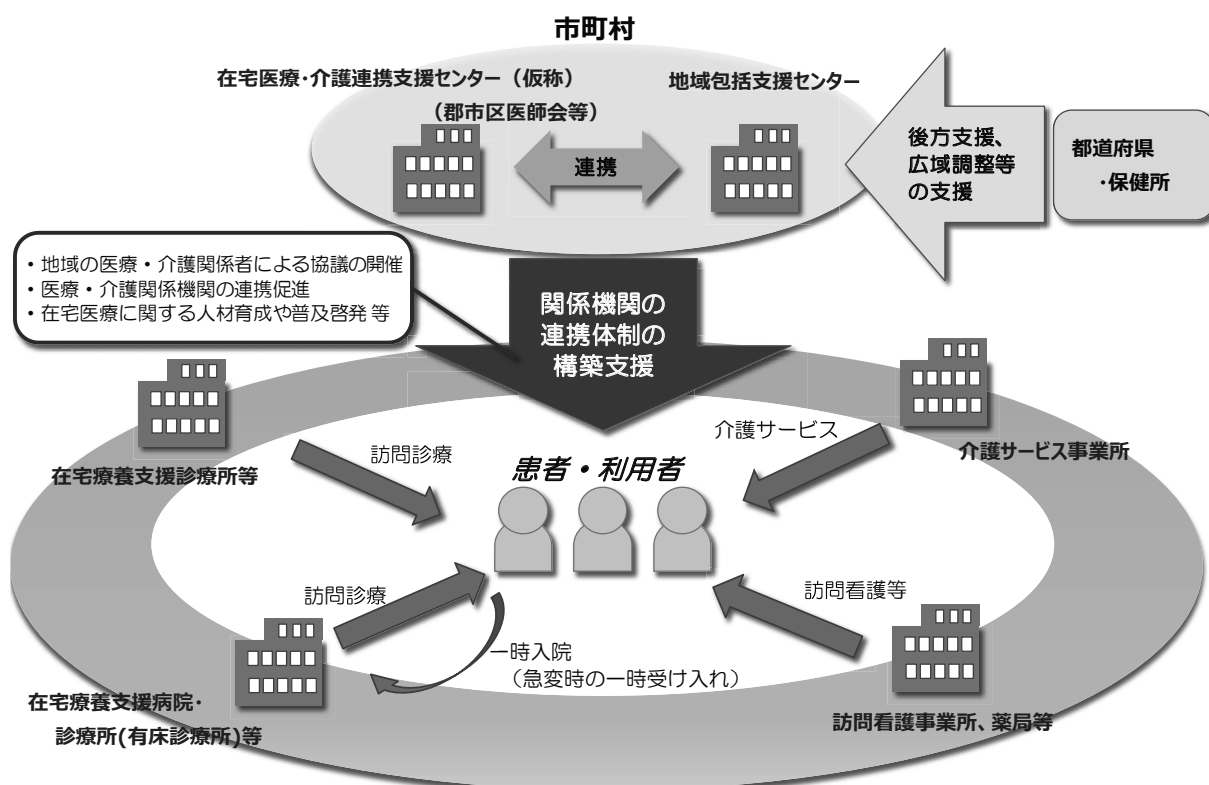 市町村
在宅医療・介護連携支援センター（仮称）
（郡市区医師会等）
地域包括支援センター
連携
後方支援、
広域調整等
の支援
都道府県
・保健所
・地域の医療・介護関係者による協議の開催
・医療・介護関係機関の連携促進
・在宅医療に関する人材育成や普及啓発 等
関係機関の
連携体制の
構築支援
在宅療養支援診療所等
訪問診療
介護サービス
介護サービス事業所
患者・利用者
訪問診療
訪問看護等
一時入院
（急変時の一時受け入れ）
在宅療養支援病院・
診療所(有床診療所)等
訪問看護事業所、薬局等